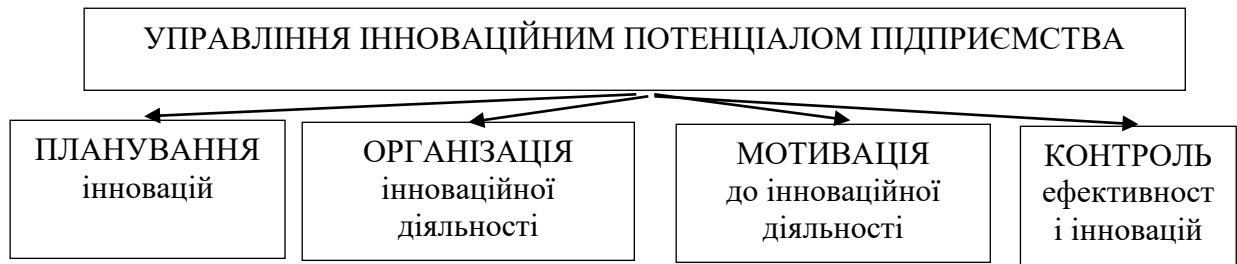 УПРАВЛІННЯ ІННОВАЦІЙНИМ ПОТЕНЦІАЛОМ ПІДПРИЄМСТВА
ПЛАНУВАННЯ
інновацій
ОРГАНІЗАЦІЯ
інноваційної
діяльності
МОТИВАЦІЯ
до інноваційної
діяльності
КОНТРОЛЬ
ефективност
і інновацій